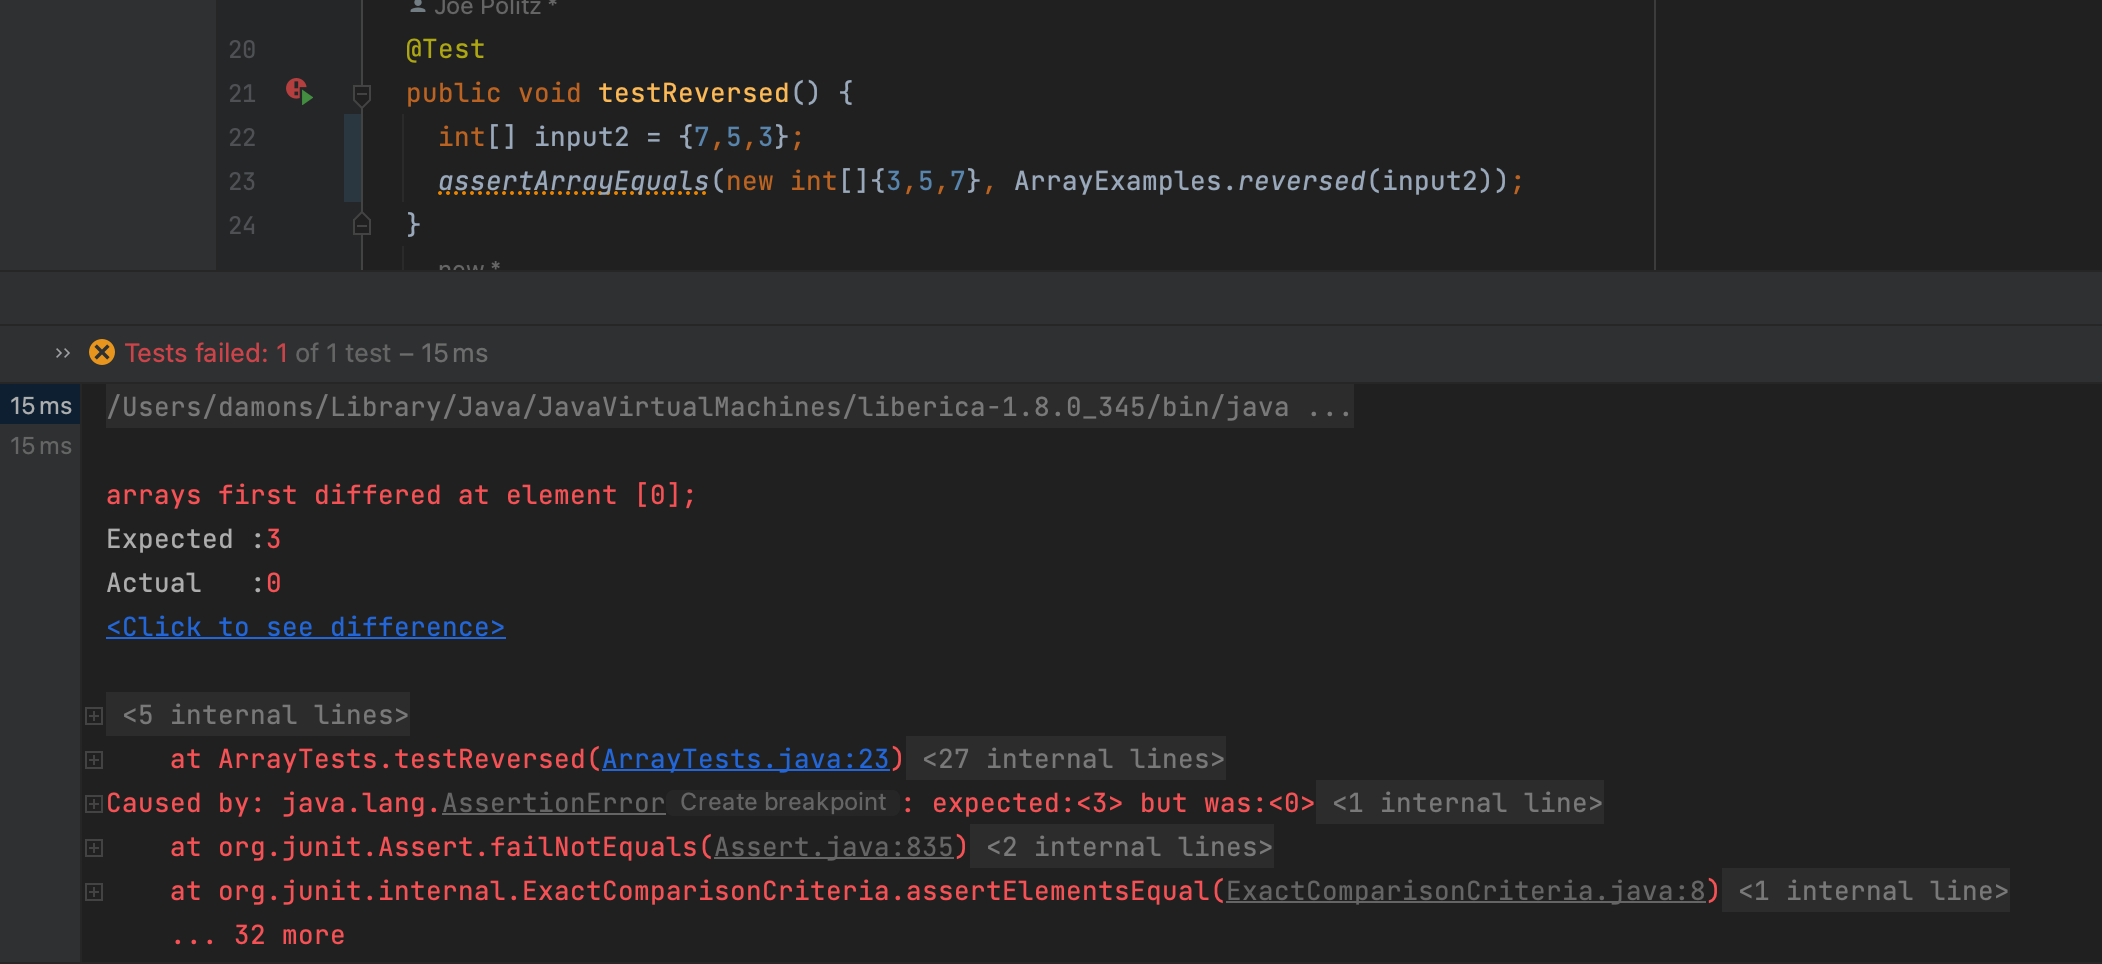 Joe Politz *
20 @Test
21 public void testReversed() {
22 int[] input2 = {7,5,3};
23 assertArrayEquals(new int[]{3,5,7}, ArrayExamples.reversed(input2));
24 }
new *
>> Tests failed: 1 of 1 test – 15 ms
15 ms /Users/damons/Library/Java/JavaVirtualMachines/liberica-1.8.0_345/bin/java ...
15 ms
arrays first differed at element [0];
Expected :3
Actual   :0
<Click to see difference>
<5 internal lines>
at ArrayTests.testReversed(ArrayTests.java:23) <27 internal lines>
Caused by: java.lang.AssertionError Create breakpoint : expected:<3> but was:<0> <1 internal line>
at org.junit.Assert.failNotEquals(Assert.java:835) <2 internal lines>
at org.junit.internal.ExactComparisonCriteria.assertElementsEqual(ExactComparisonCriteria.java:8) <1 internal line>
... 32 more